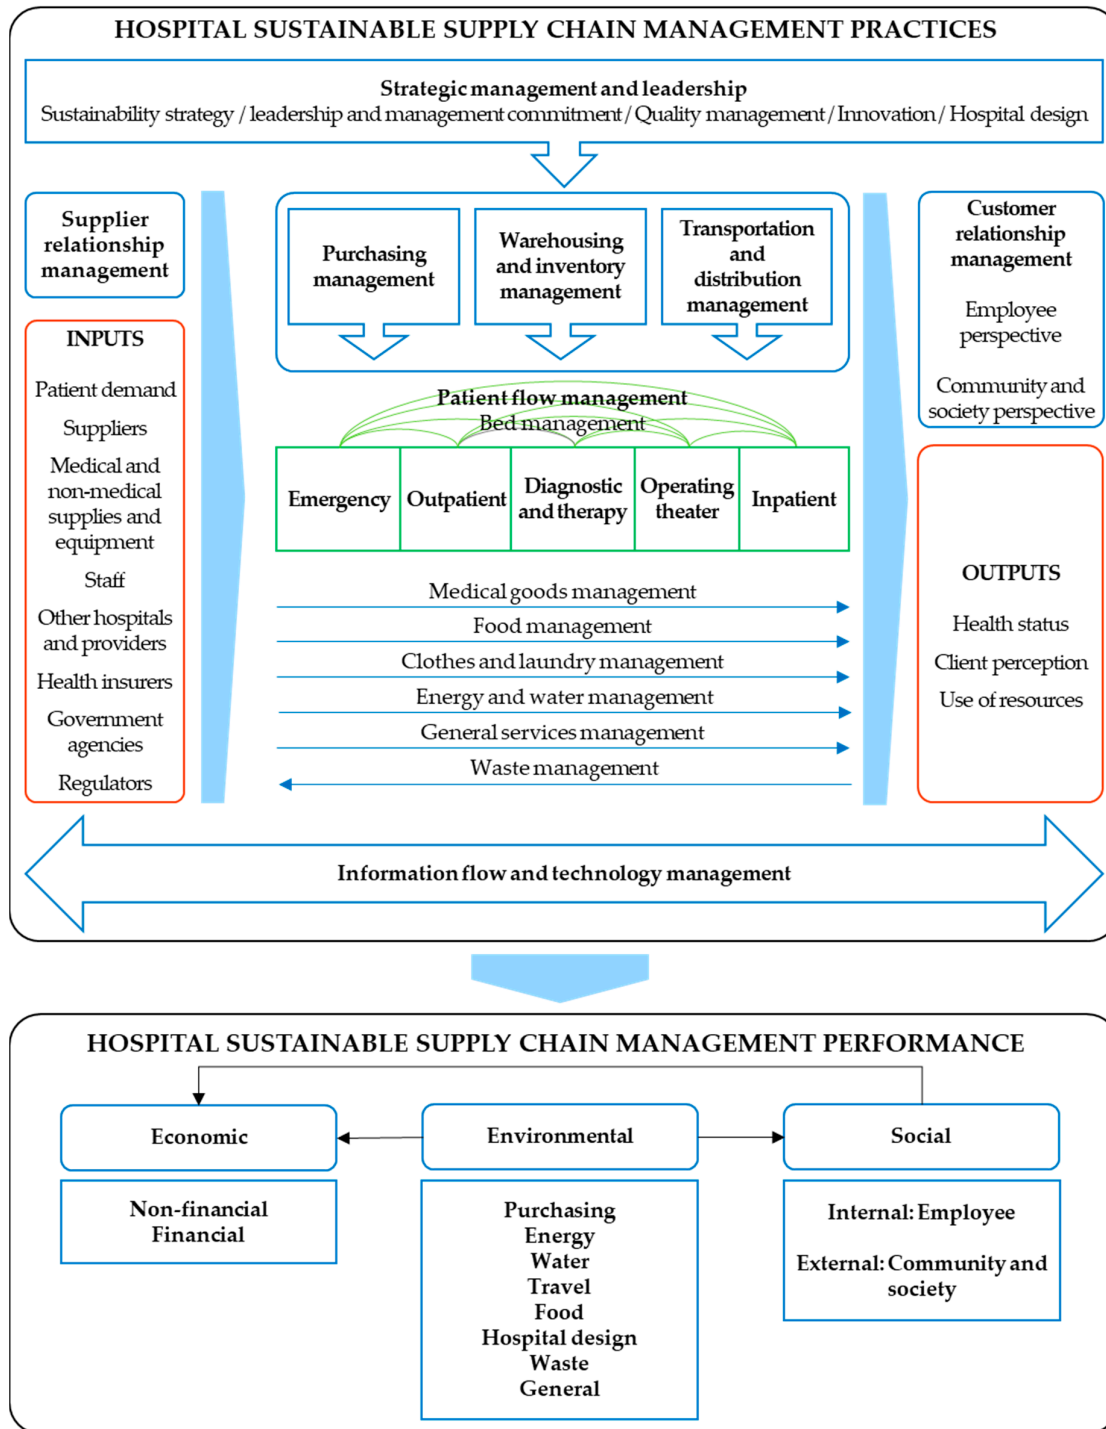 HOSPITAL SUSTAINABLE SUPPLY CHAIN MANAGEMENT PRACTICES
Strategic management and leadership
Sustainability strategy / leadership and management commitment / Quality management / Innovation / Hospital design
Supplier
relationship
management
INPUTS
Patient demand
Suppliers
Medical and
non-medical
supplies and
equipment
Staff
Other hospitals
and providers
Health insurers
Government
agencies
Regulators
Purchasing
management
Warehousing
and inventory
management
Transportation
and
distribution
management
Patient flow management
Bed management
Emergency
Outpatient
Diagnostic
and therapy
Operating
theater
Inpatient
Medical goods management
Food management
Clothes and laundry management
Energy and water management
General services management
Waste management
Customer
relationship
management
Employee
perspective
Community and
society perspective
OUTPUTS
Health status
Client perception
Use of resources
Information flow and technology management
HOSPITAL SUSTAINABLE SUPPLY CHAIN MANAGEMENT PERFORMANCE
Economic
Non-financial
Financial
Environmental
Purchasing
Energy
Water
Travel
Food
Hospital design
Waste
General
Social
Internal: Employee
External: Community and
society